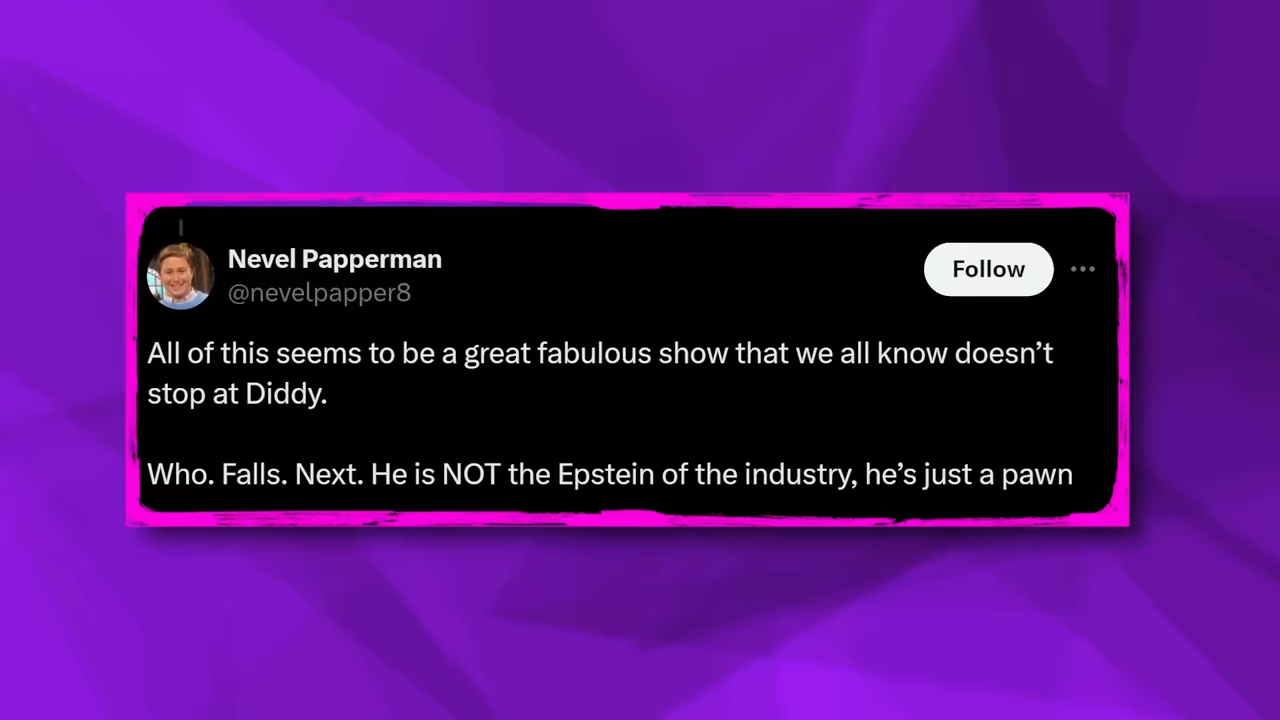 Nevel Papperman
@nevelpapper8
Follow
All of this seems to be a great fabulous show that we all know doesn’t
stop at Diddy.
Who. Falls. Next. He is NOT the Epstein of the industry, he’s just a pawn